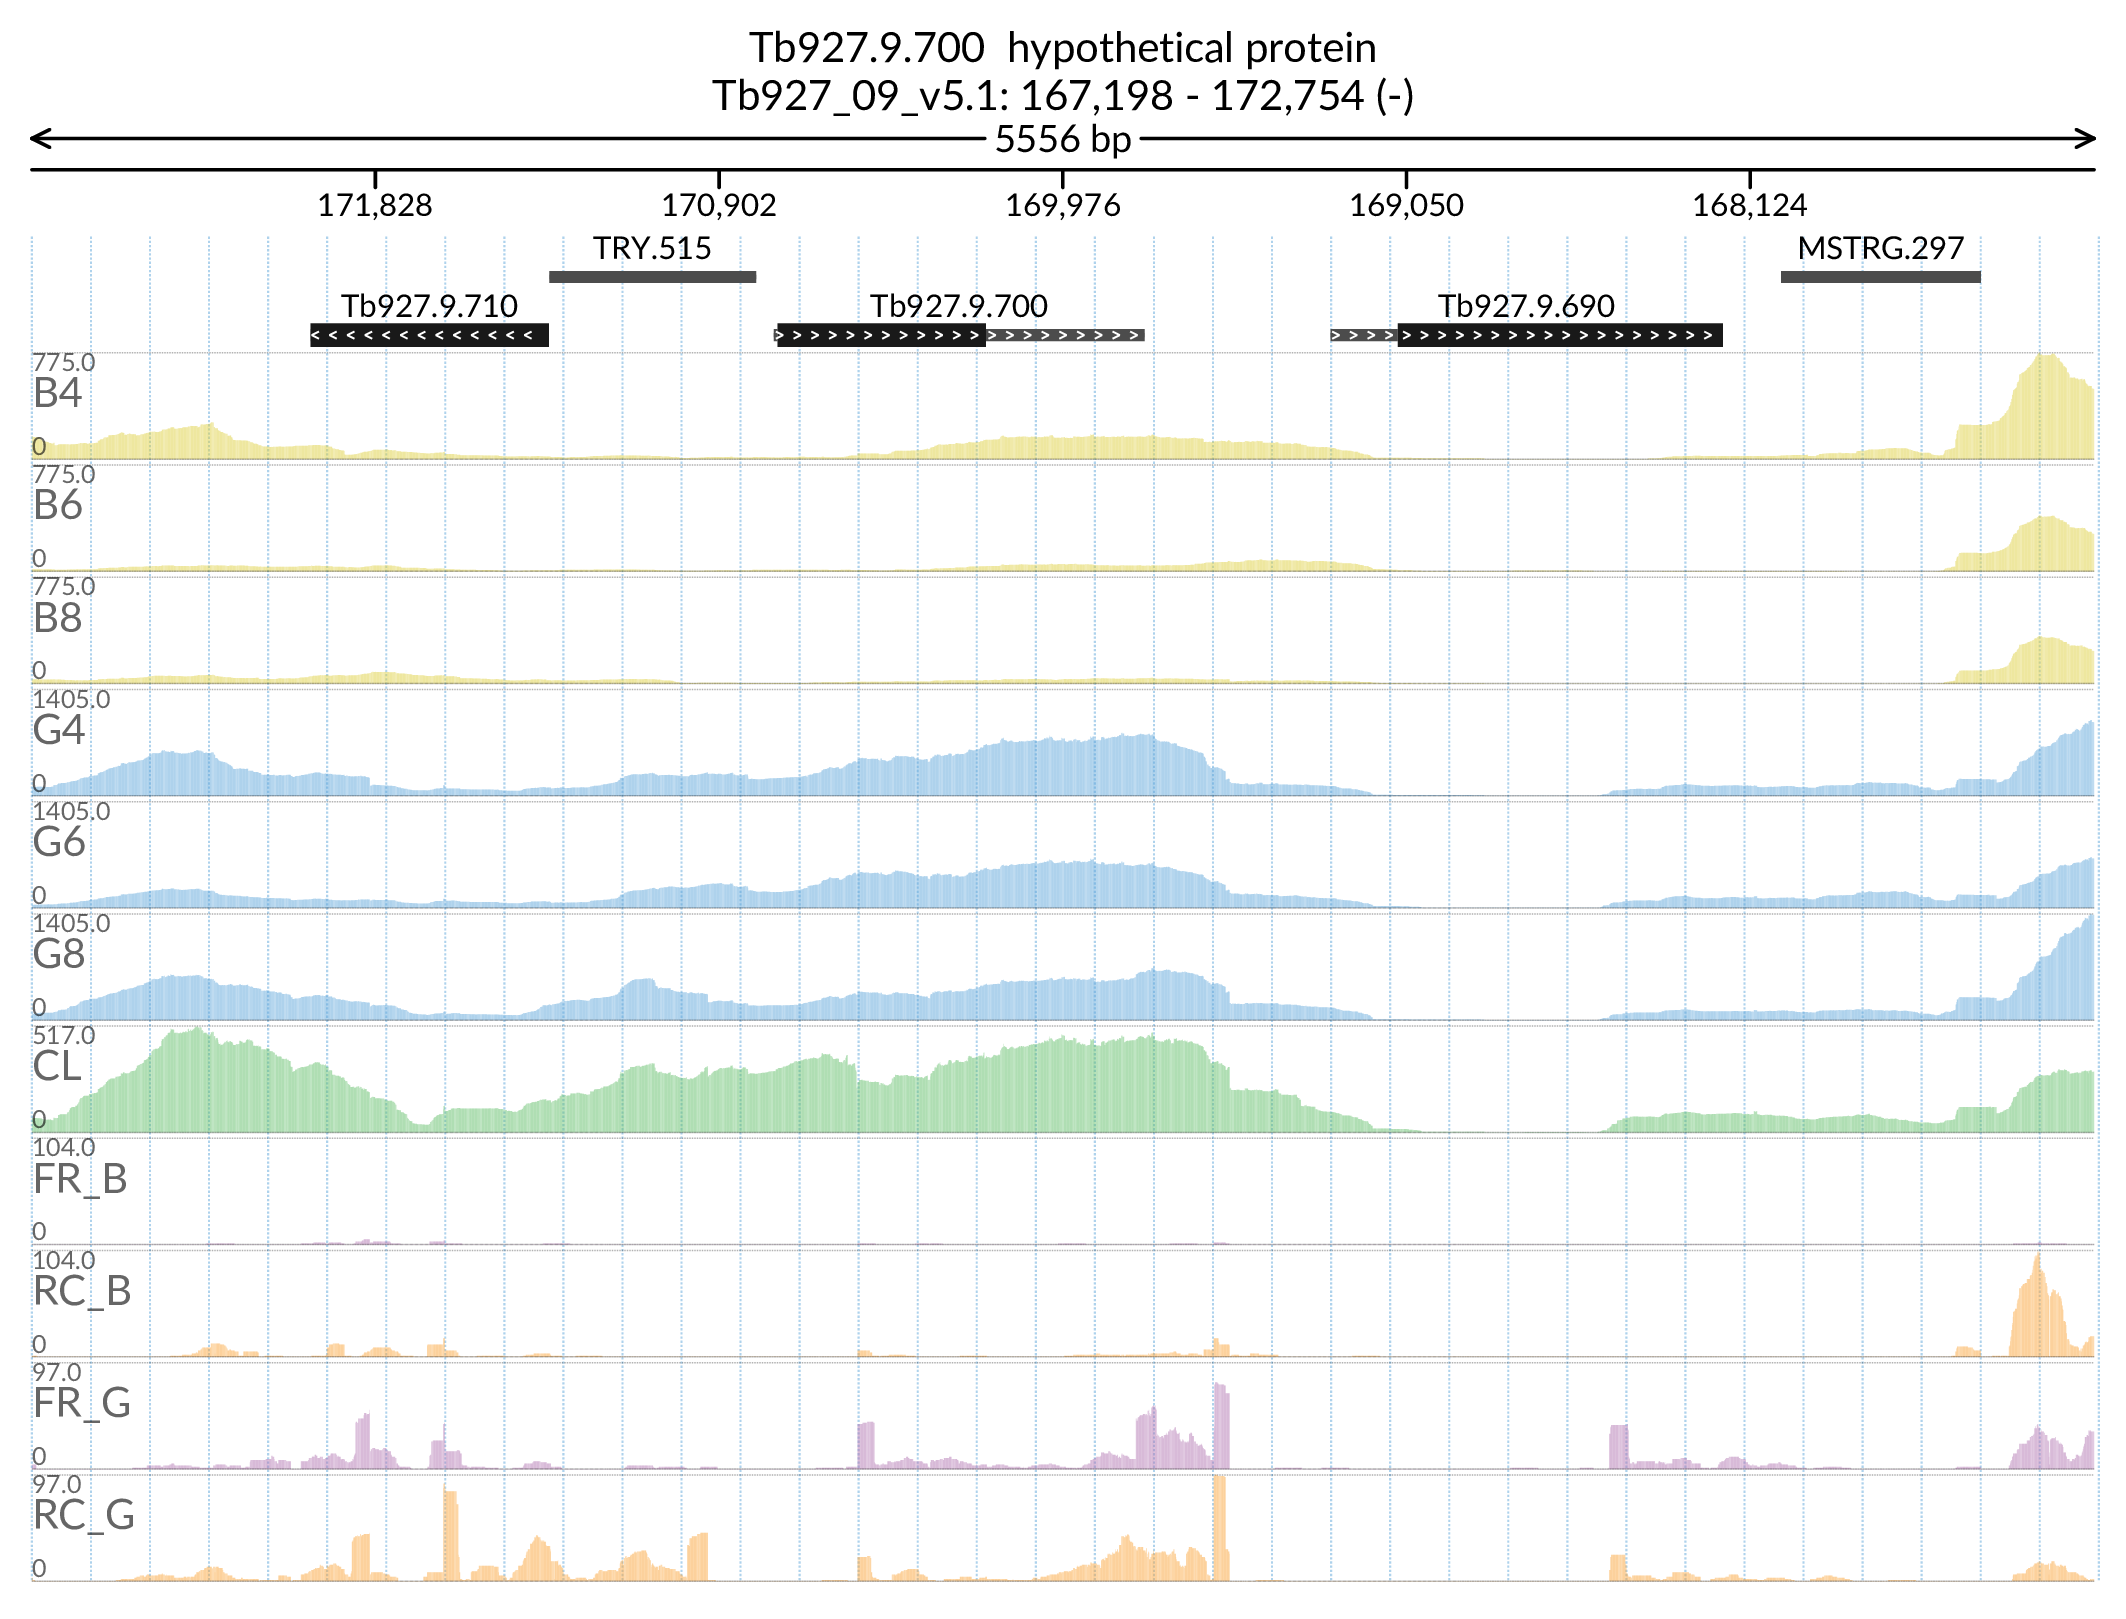 Tb927.9.700  hypothetical protein
Tb927_09_v5.1: 167,198 - 172,754 (-)
5556 bp
171,828 170,902 169,976 169,050 168,124
TRY.515 MSTRG.297
Tb927.9.710 Tb927.9.700 Tb927.9.690
775.0
B4
0
775.0
B6
0
775.0
B8
0
1405.0
G4
0
1405.0
G6
0
1405.0
G8
0
517.0
CL
0
104.0
FR_B
0
104.0
RC_B
0
97.0
FR_G
0
97.0
RC_G
0